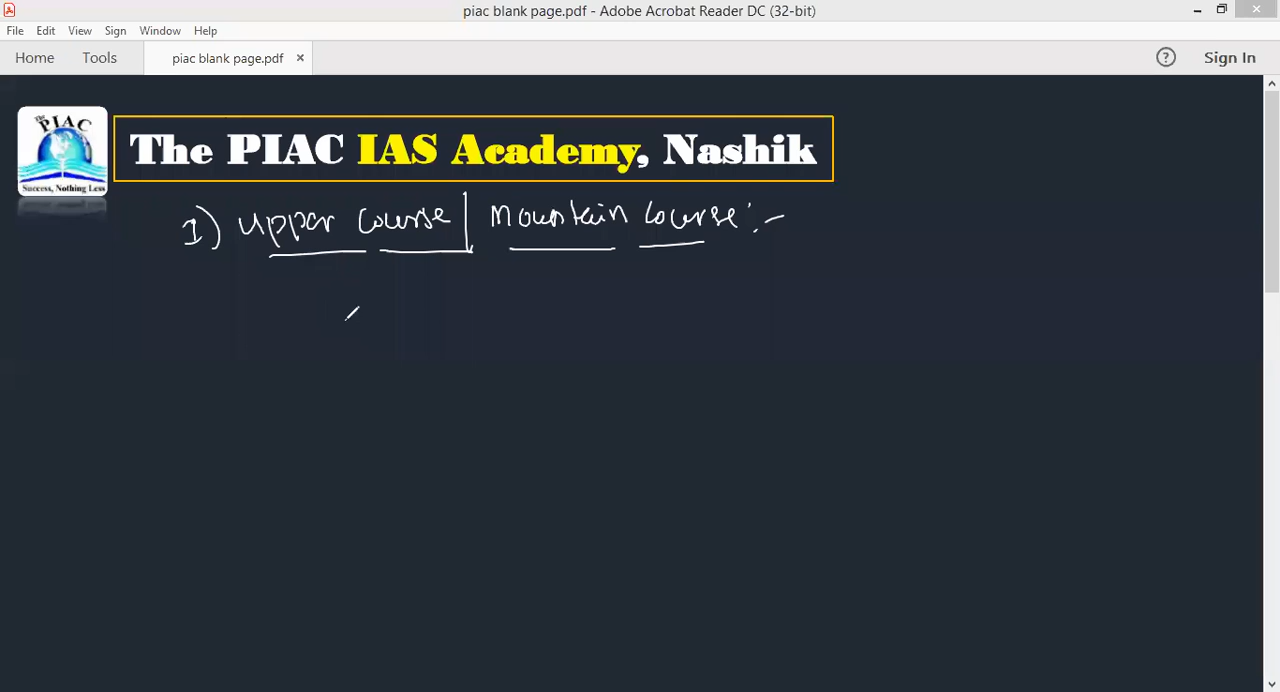 piac blank page.pdf - Adobe Acrobat Reader DC (32-bit)
File Edit View Sign Window Help
Home Tools piac blank page.pdf × ? Sign In
The PIAC
Success, Nothing Less
The PIAC IAS Academy, Nashik
1) Upper Course | Mountain Course :-